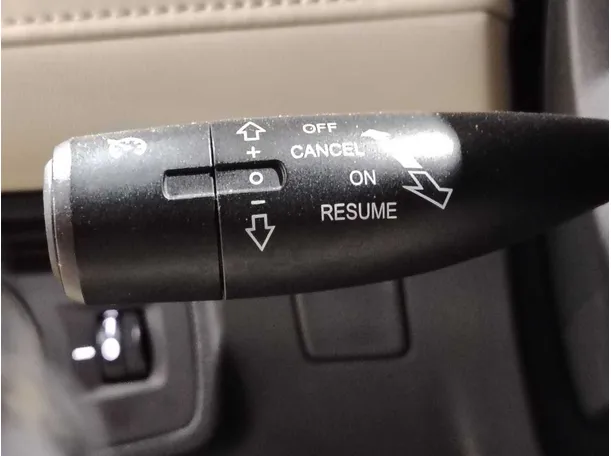 OFF
+ CANCEL
O ON
- RESUME